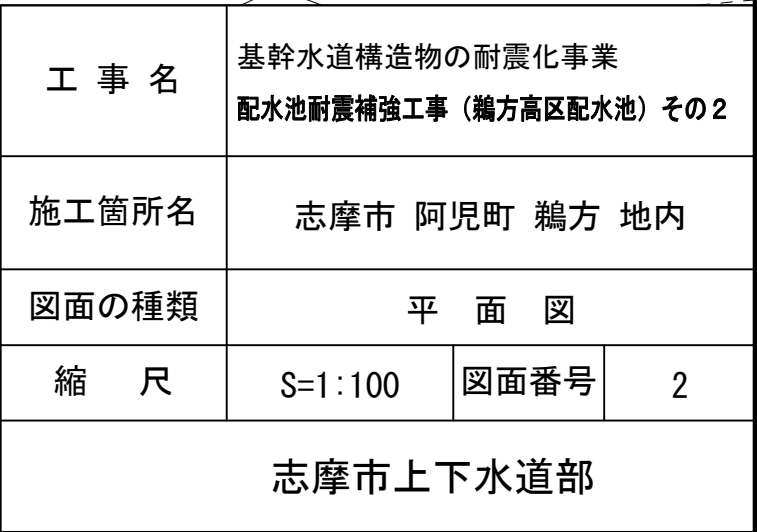 工 事 名
基幹水道構造物の耐震化事業
配水池耐震補強工事（鵜方高区配水池）その２
施工箇所名
志摩市 阿児町 鵜方 地内
図面の種類
平 面 図
縮 尺
S=1:100
図面番号
2
志摩市上下水道部